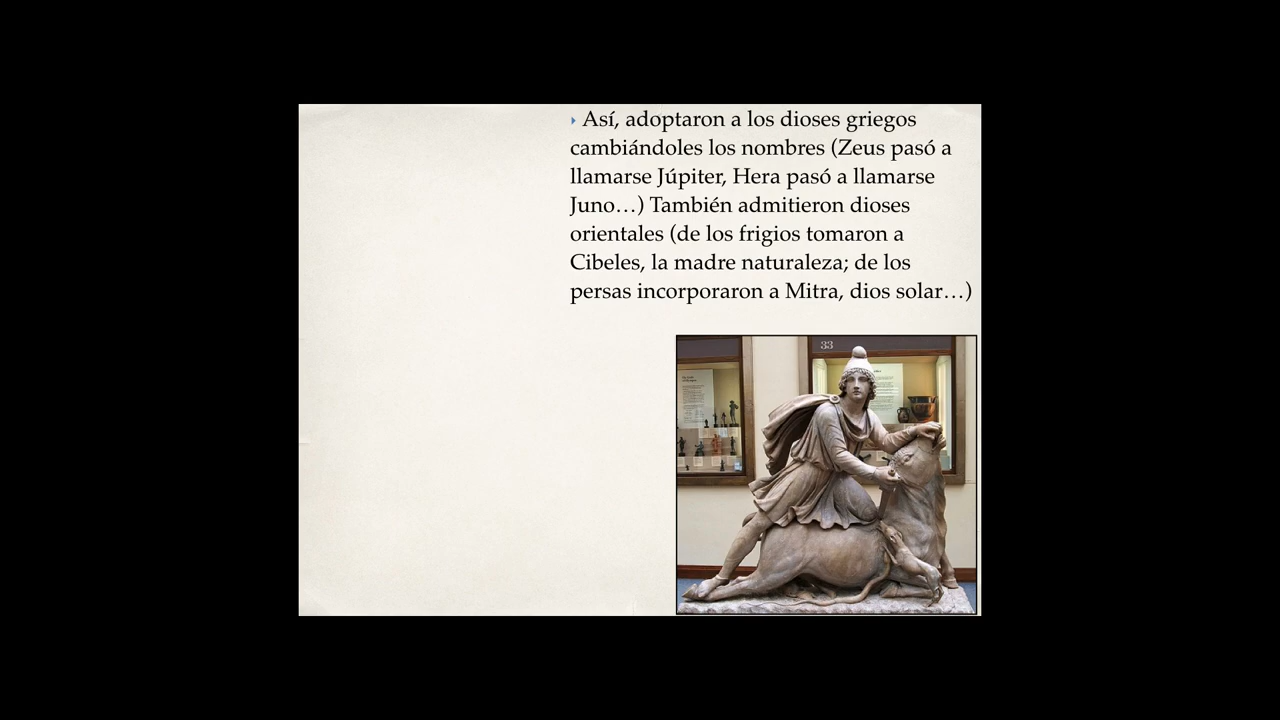 Así, adoptaron a los dioses griegos
cambiándoles los nombres (Zeus pasó a
llamarse Júpiter, Hera pasó a llamarse
Juno…) También admitieron dioses
orientales (de los frigios tomaron a
Cibeles, la madre naturaleza; de los
persas incorporaron a Mitra, dios solar…)
33